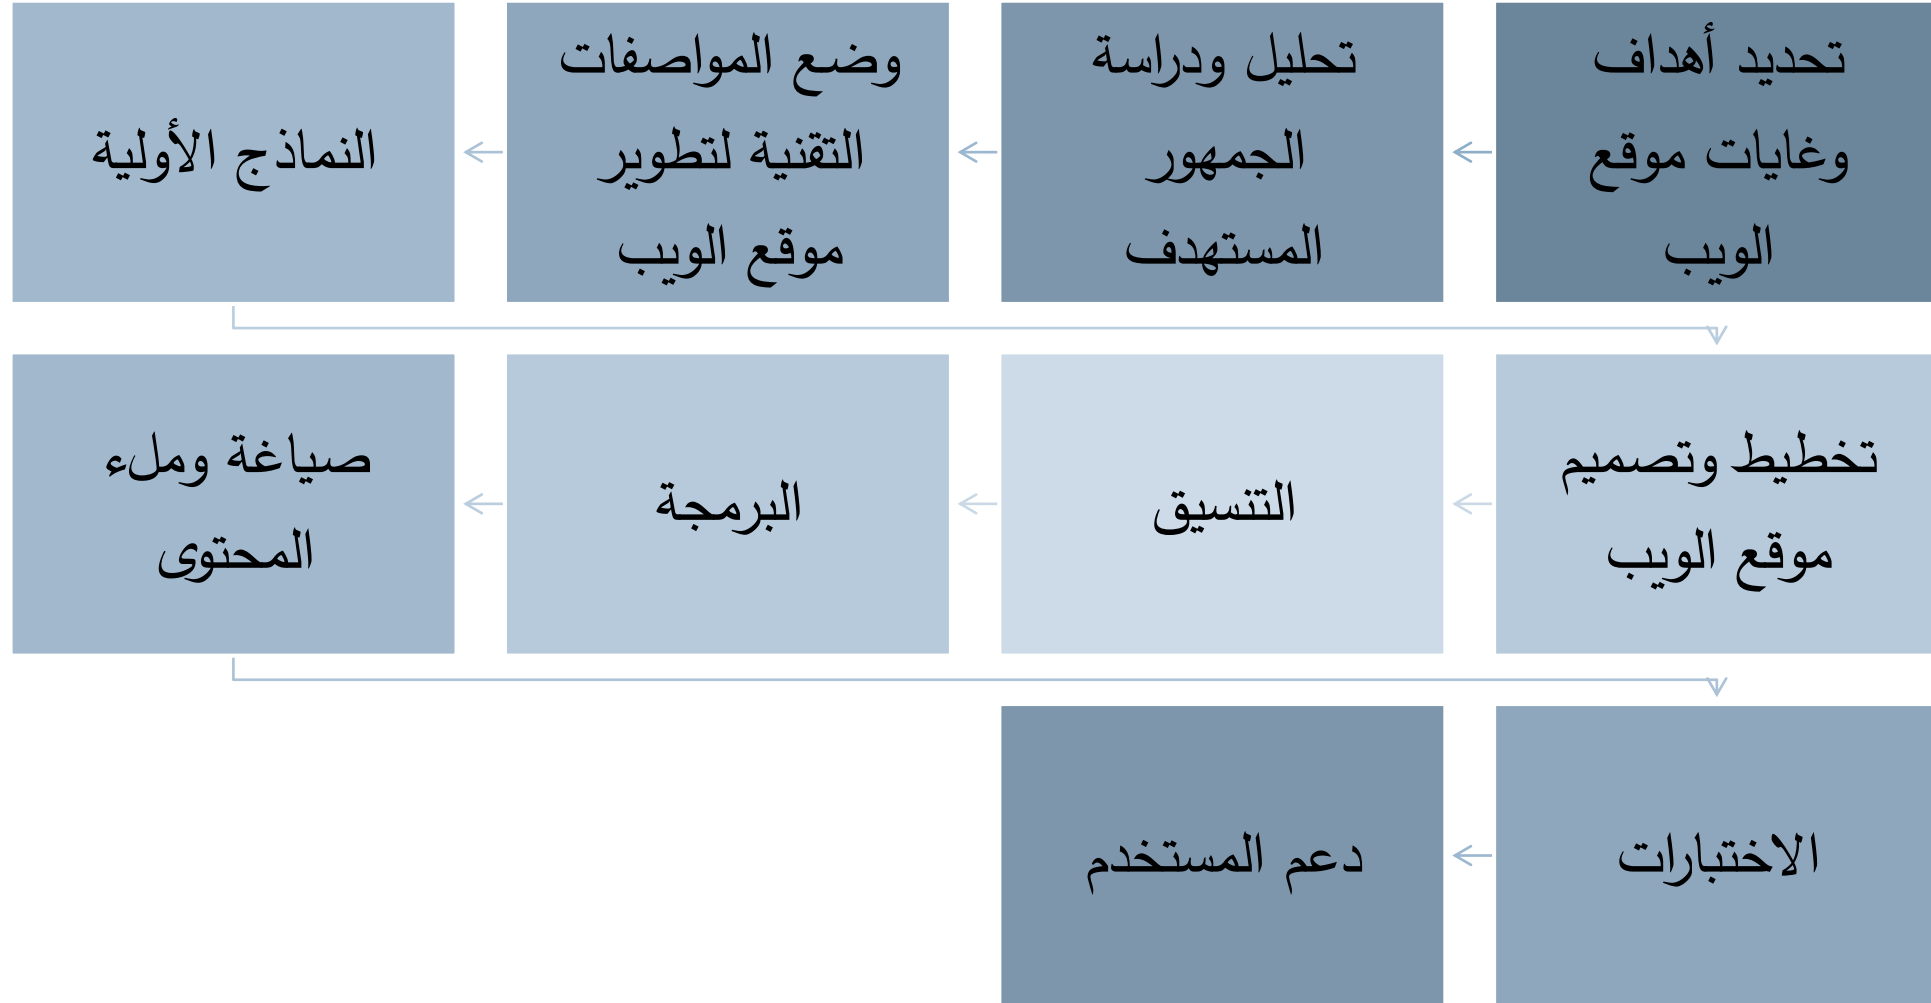 تحديد أهداف
وغايات موقع
الويب
تحليل ودراسة
الجمهور
المستهدف
وضع المواصفات
التقنية لتطوير
موقع الويب
النماذج الأولية
تخطيط وتصميم
موقع الويب
التنسيق
البرمجة
صياغة وملء
المحتوى
الاختبارات
دعم المستخدم